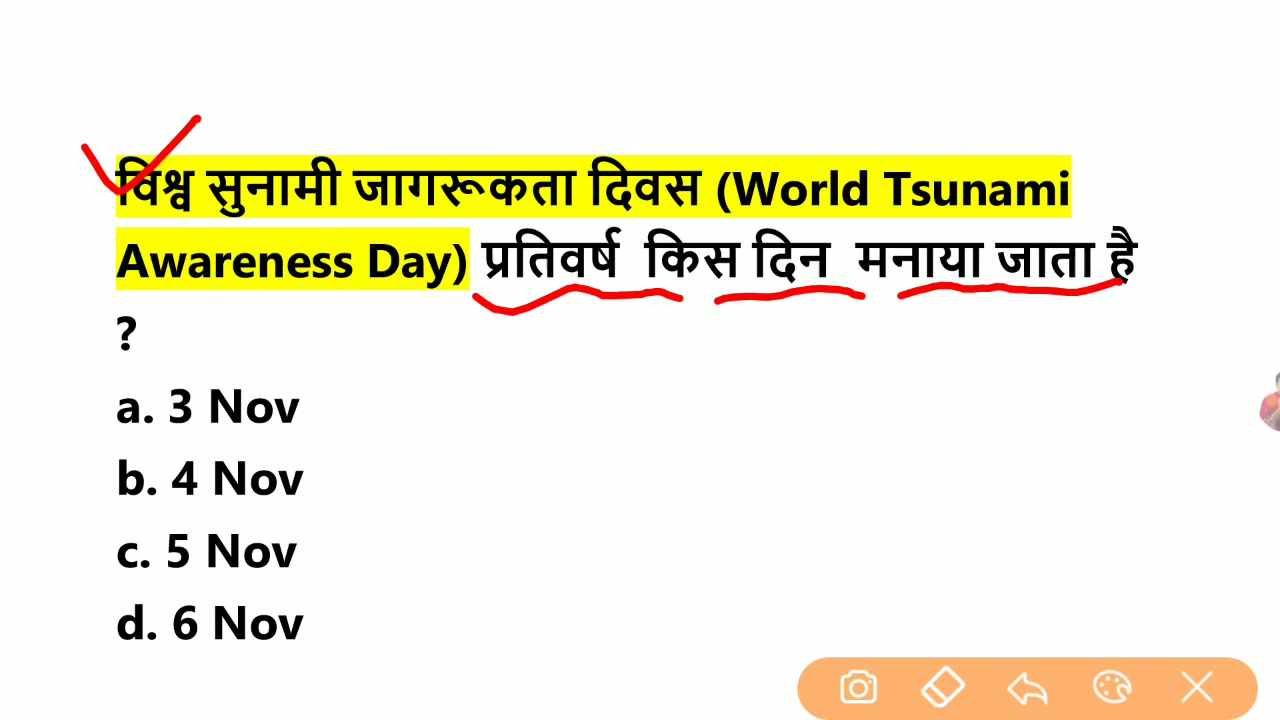 विश्व सुनामी जागरूकता दिवस (World Tsunami
Awareness Day) प्रतिवर्ष किस दिन मनाया जाता है
?
a. 3 Nov
b. 4 Nov
c. 5 Nov
d. 6 Nov